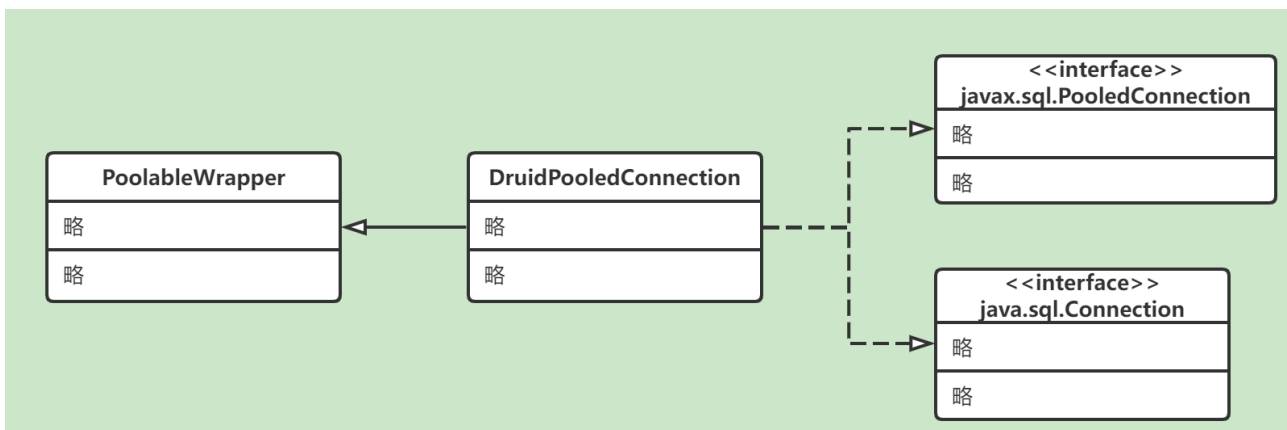 PoolableWrapper
略
略
DruidPooledConnection
略
略
<<interface>>
javax.sql.PooledConnection
略
略
<<interface>>
java.sql.Connection
略
略